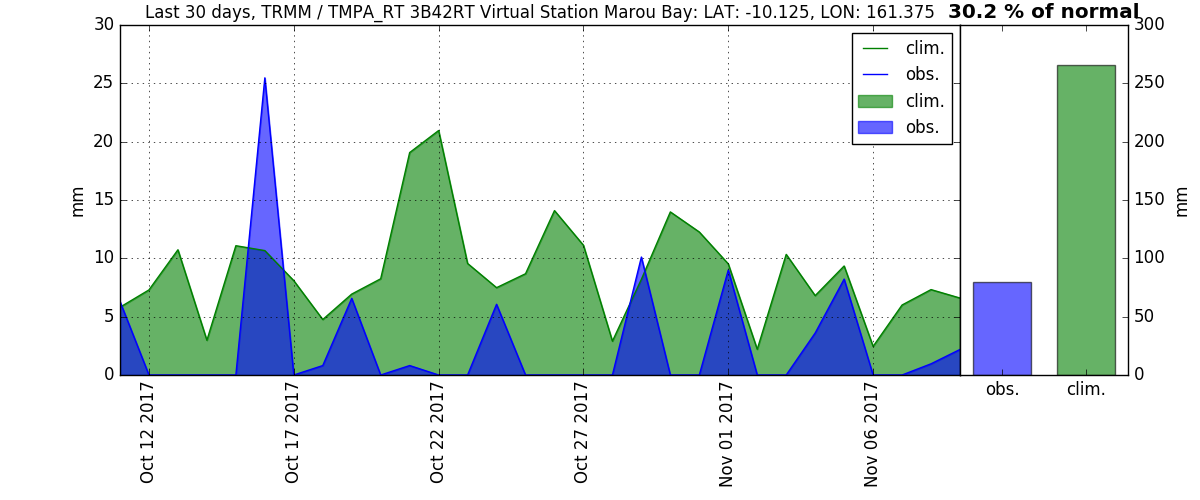 Last 30 days, TRMM / TMPA_RT 3B42RT Virtual Station Marou Bay: LAT: -10.125, LON: 161.375 30.2 % of normal
30
25
20
15
10
5
0
mm
clim.
obs.
clim.
obs.
Oct 12 2017
Oct 17 2017
Oct 22 2017
Oct 27 2017
Nov 01 2017
Nov 06 2017
300
250
200
150
100
50
0
mm
obs. clim.